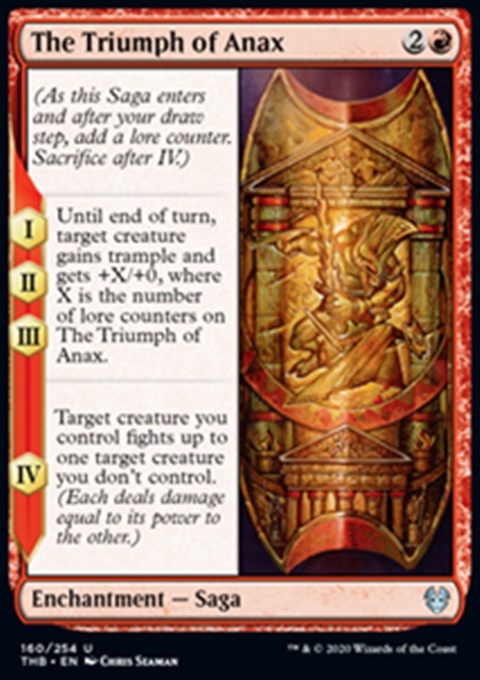 The Triumph of Anax 2
(As this Saga enters
and after your draw
step, add a lore counter.
Sacrifice after IV.)
I
II
III
Until end of turn,
target creature
gains trample and
gets +X/+0, where
X is the number
of lore counters on
The Triumph of
Anax.
IV
Target creature you
control fights up to
one target creature
you don't control.
(Each deals damage
equal to its power to
the other.)
Enchantment — Saga
160/254 U
THB • EN Chris Seaman
™ & © 2020 Wizards of the Coast